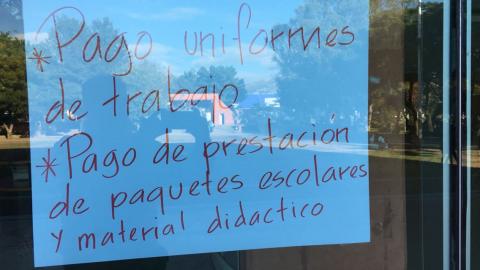 *Pago uniformes
de trabajo
*Pago de prestación
de paquetes escolares
y material didactico